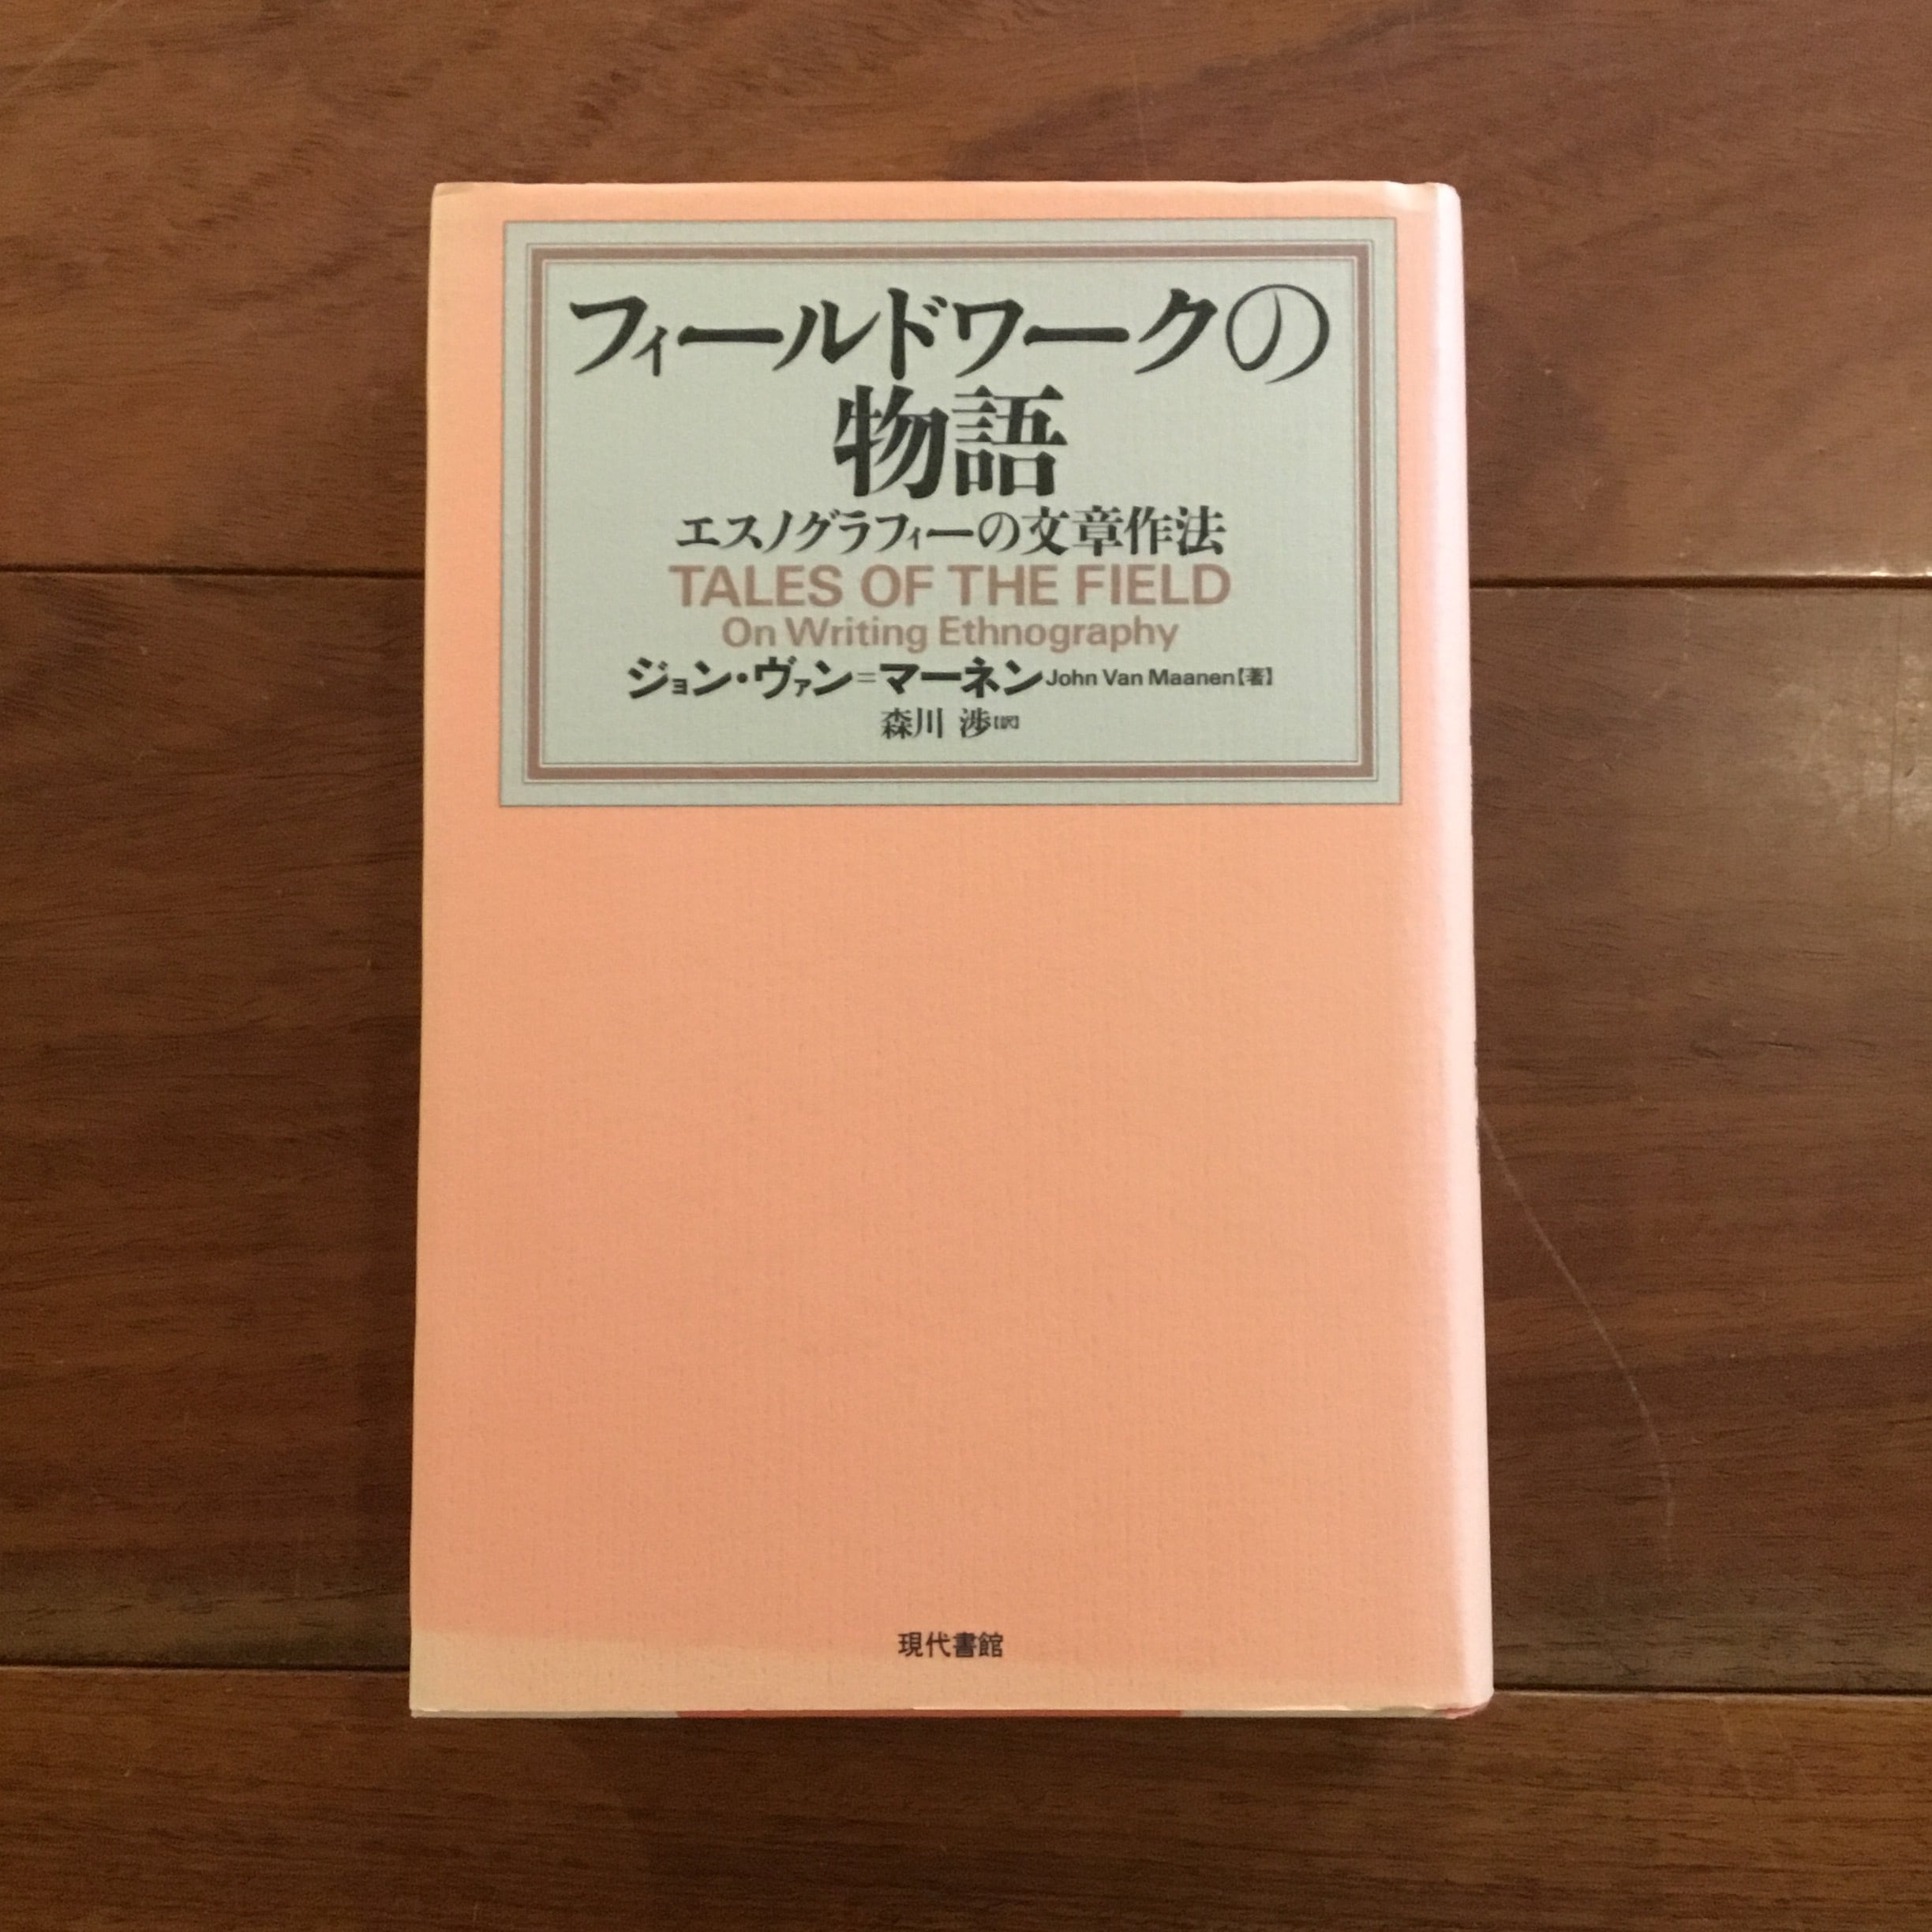 フィールドワークの
物語
エスノグラフィーの文章作法
TALES OF THE FIELD
On Writing Ethnography
ジョン・ヴァン=マーネン John Van Maanen【著】
森川 渉【訳】
現代書館